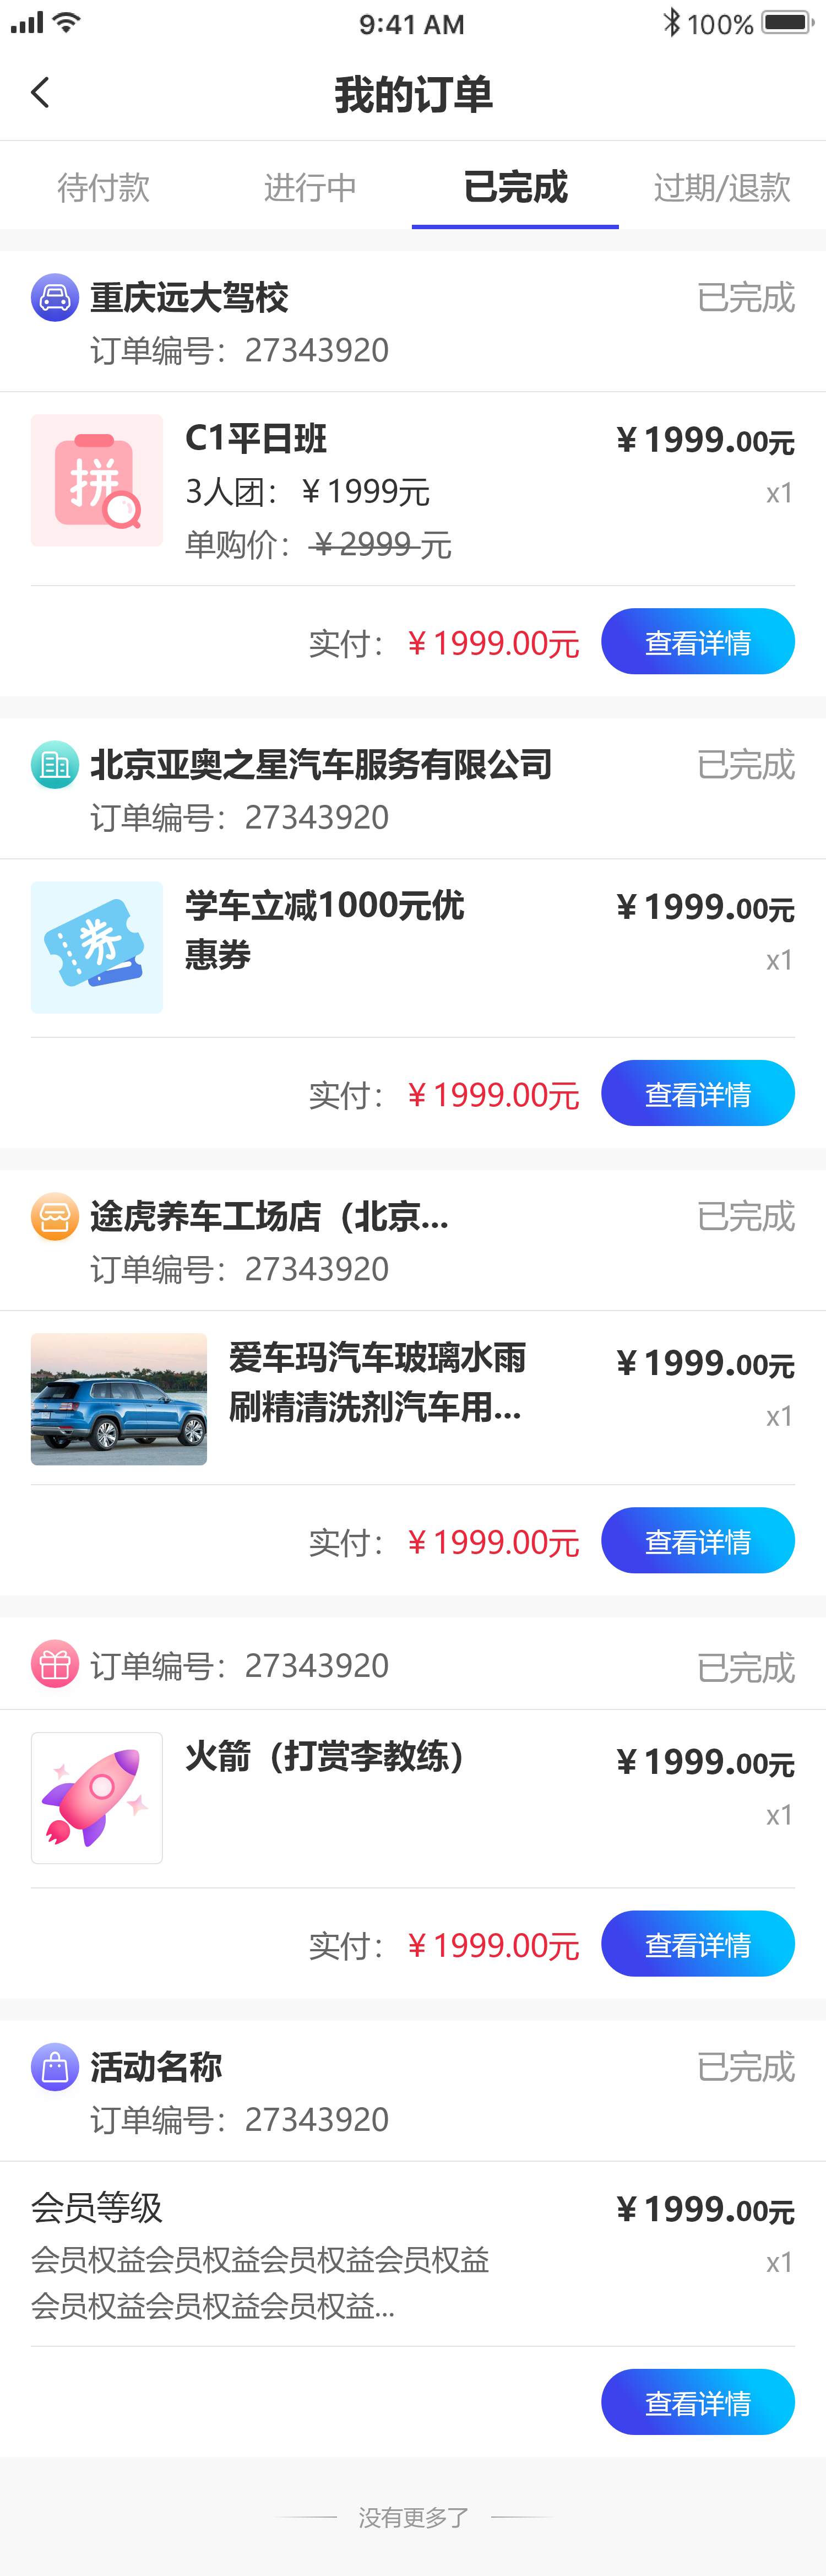 9:41 AM
100%
我的订单
待付款
进行中
已完成
过期/退款
重庆远大驾校
已完成
订单编号：27343920
拼
C1平日班
¥1999.00元
3人团：¥1999元
x1
单购价：¥2999元
实付：¥1999.00元
查看详情
北京亚奥之星汽车服务有限公司
已完成
订单编号：27343920
券
学车立减1000元优
惠券
¥1999.00元
x1
实付：¥1999.00元
查看详情
途虎养车工场店（北京...
已完成
订单编号：27343920
爱车玛汽车玻璃水雨
刷精清洗剂汽车用...
¥1999.00元
x1
实付：¥1999.00元
查看详情
订单编号：27343920
已完成
火箭（打赏李教练）
¥1999.00元
x1
实付：¥1999.00元
查看详情
活动名称
已完成
订单编号：27343920
会员等级
¥1999.00元
会员权益会员权益会员权益会员权益
x1
会员权益会员权益会员权益...
查看详情
没有更多了